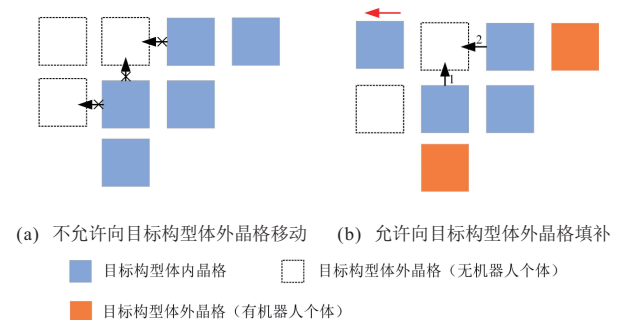 2
1
(a) 不允许向目标构型体外晶格移动 (b) 允许向目标构型体外晶格填补
目标构型体内晶格 目标构型体外晶格（无机器人个体）
目标构型体外晶格（有机器人个体）